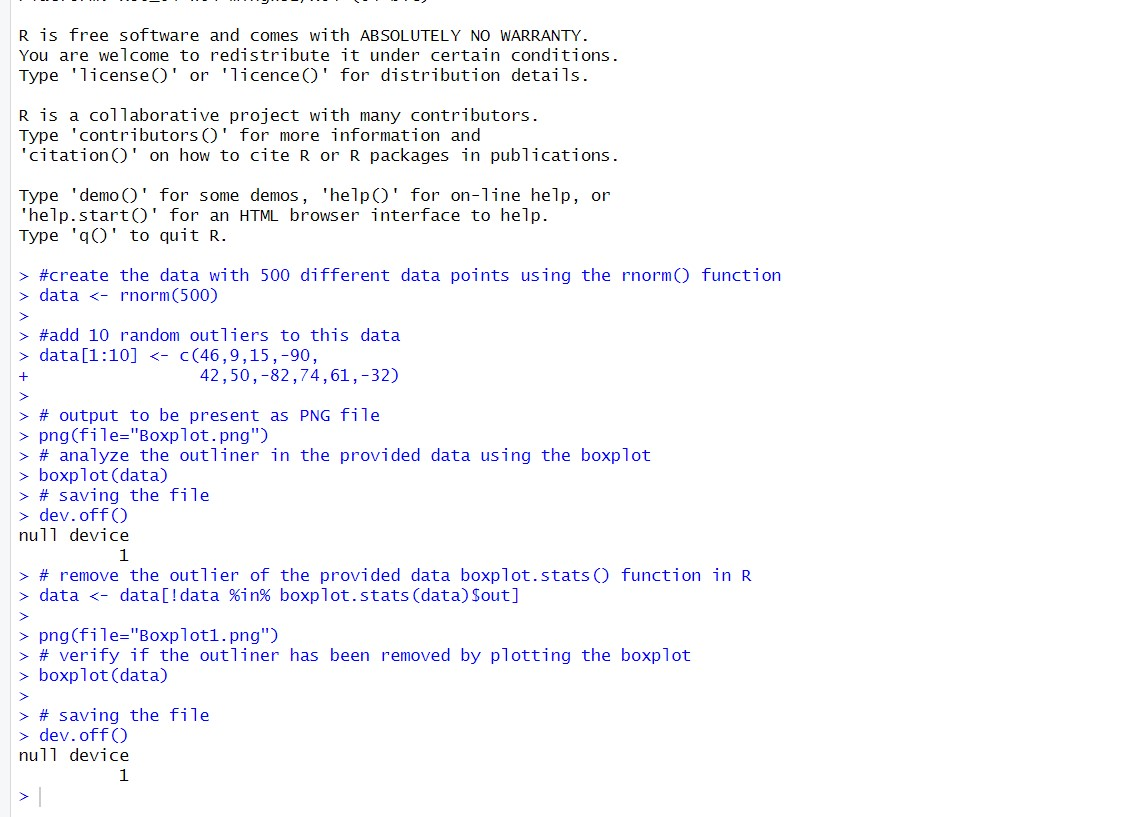 R is free software and comes with ABSOLUTELY NO WARRANTY.
You are welcome to redistribute it under certain conditions.
Type 'license()' or 'licence()' for distribution details.
R is a collaborative project with many contributors.
Type 'contributors()' for more information and
'citation()' on how to cite R or R packages in publications.
Type 'demo()' for some demos, 'help()' for on-line help, or
'help.start()' for an HTML browser interface to help.
Type 'q()' to quit R.
> #create the data with 500 different data points using the rnorm() function
> data <- rnorm(500)
>
> #add 10 random outliers to this data
> data[1:10] <- c(46,9,15,-90,
+                 42,50,-82,74,61,-32)
>
> # output to be present as PNG file
> png(file="Boxplot.png")
> # analyze the outliner in the provided data using the boxplot
> boxplot(data)
> # saving the file
> dev.off()
null device
          1
> # remove the outlier of the provided data boxplot.stats() function in R
> data <- data[!data %in% boxplot.stats(data)$out]
>
> png(file="Boxplot1.png")
> # verify if the outliner has been removed by plotting the boxplot
> boxplot(data)
>
> # saving the file
> dev.off()
null device
          1
>